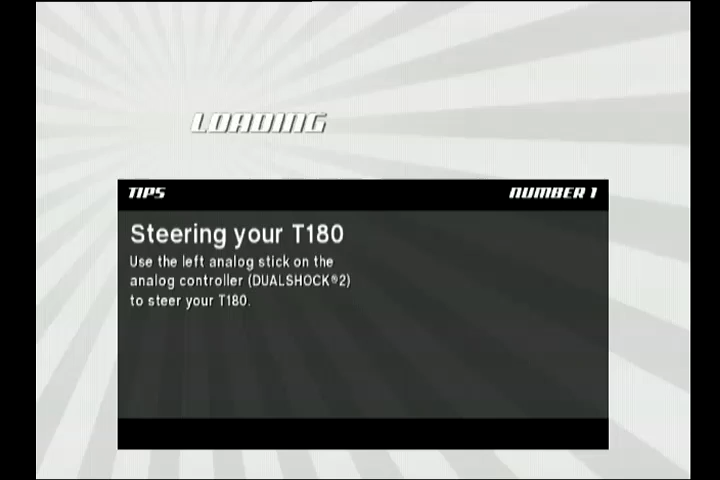 LOADING
TIPS
NUMBER 1
Steering your T180
Use the left analog stick on the
analog controller (DUALSHOCK®2)
to steer your T180.